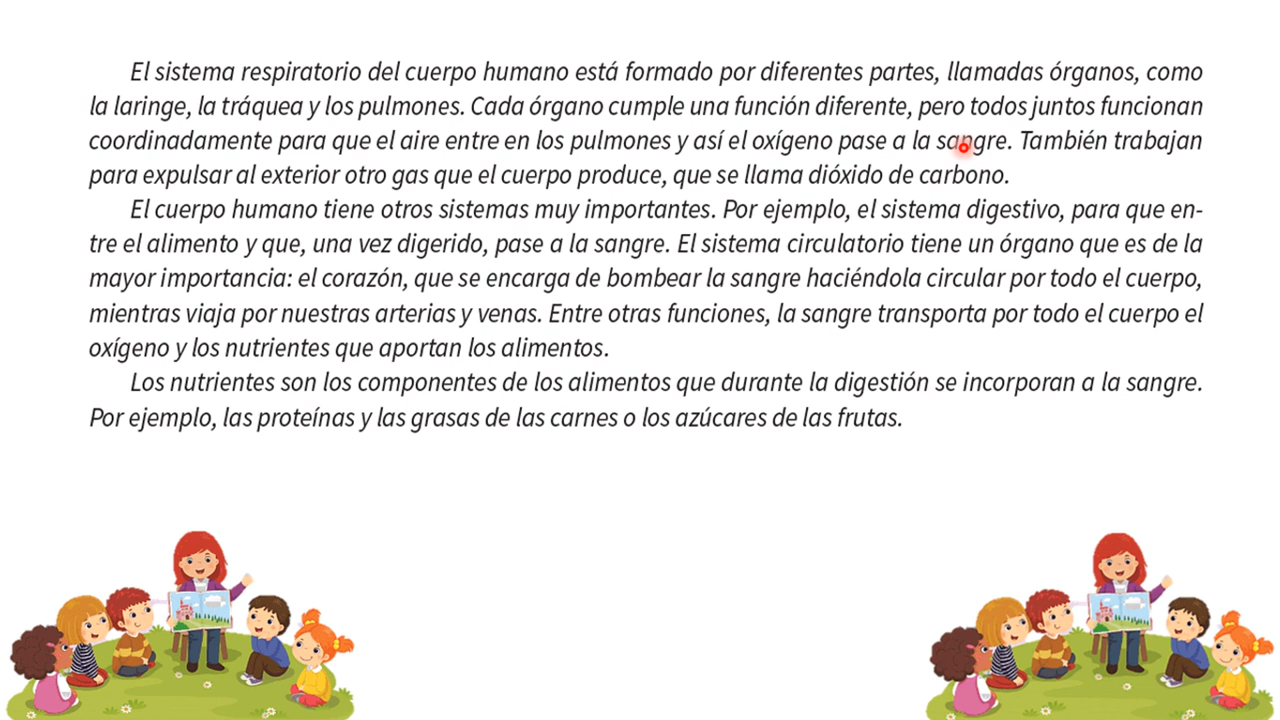 El sistema respiratorio del cuerpo humano está formado por diferentes partes, llamadas órganos, como
la laringe, la tráquea y los pulmones. Cada órgano cumple una función diferente, pero todos juntos funcionan
coordinadamente para que el aire entre en los pulmones y así el oxígeno pase a la sangre. También trabajan
para expulsar al exterior otro gas que el cuerpo produce, que se llama dióxido de carbono.
El cuerpo humano tiene otros sistemas muy importantes. Por ejemplo, el sistema digestivo, para que en-
tre el alimento y que, una vez digerido, pase a la sangre. El sistema circulatorio tiene un órgano que es de la
mayor importancia: el corazón, que se encarga de bombear la sangre haciéndola circular por todo el cuerpo,
mientras viaja por nuestras arterias y venas. Entre otras funciones, la sangre transporta por todo el cuerpo el
oxígeno y los nutrientes que aportan los alimentos.
Los nutrientes son los componentes de los alimentos que durante la digestión se incorporan a la sangre.
Por ejemplo, las proteínas y las grasas de las carnes o los azúcares de las frutas.